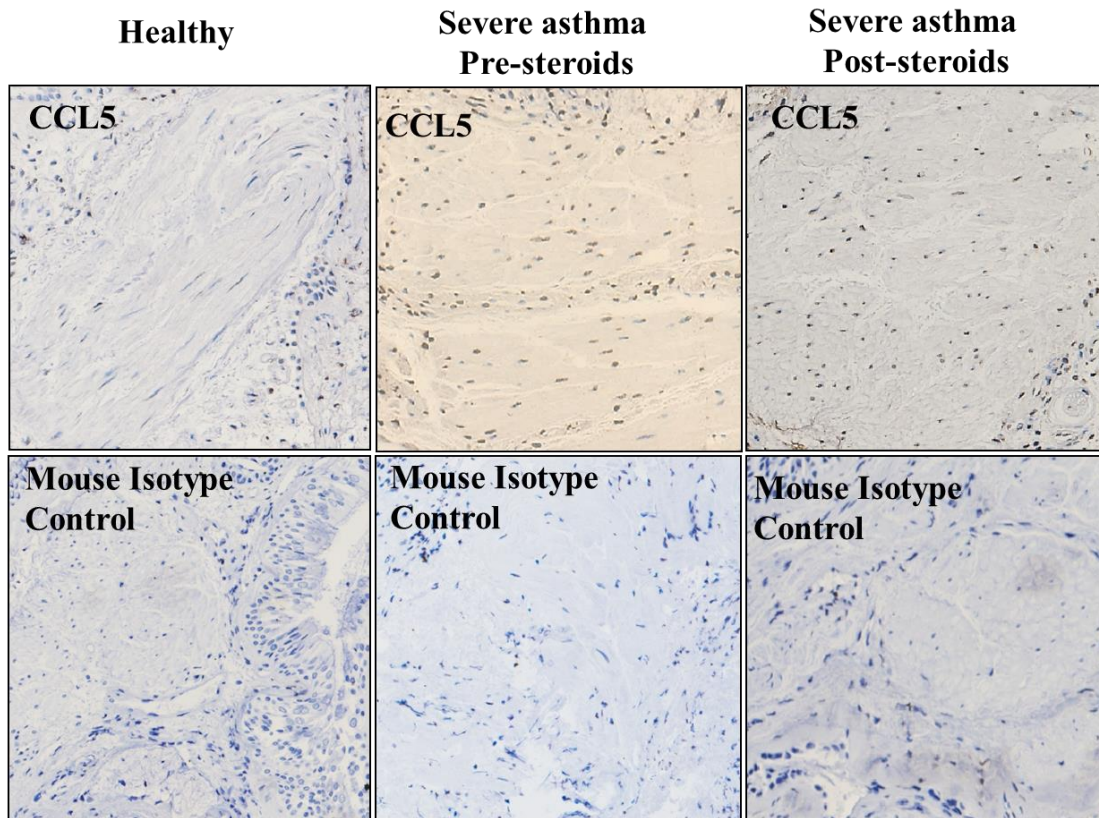 Healthy
Severe asthma
Pre-steroids
Severe asthma
Post-steroids
CCL5
CCL5
CCL5
Mouse Isotype
Control
Mouse Isotype
Control
Mouse Isotype
Control